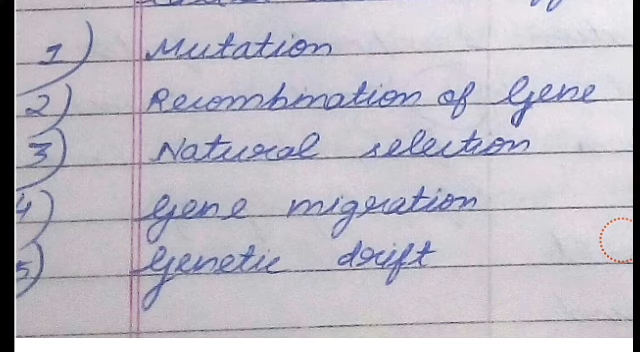 1) Mutation
2) Recombination of Gene
3) Natural selection
4) Gene migration
5) Genetic drift